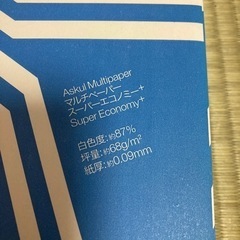 Askul Multipaper
マルチペーパー
スーパーエコノミー+
Super Economy+
白色度:約87%
坪量:約68g/m²
紙厚:約0.09mm